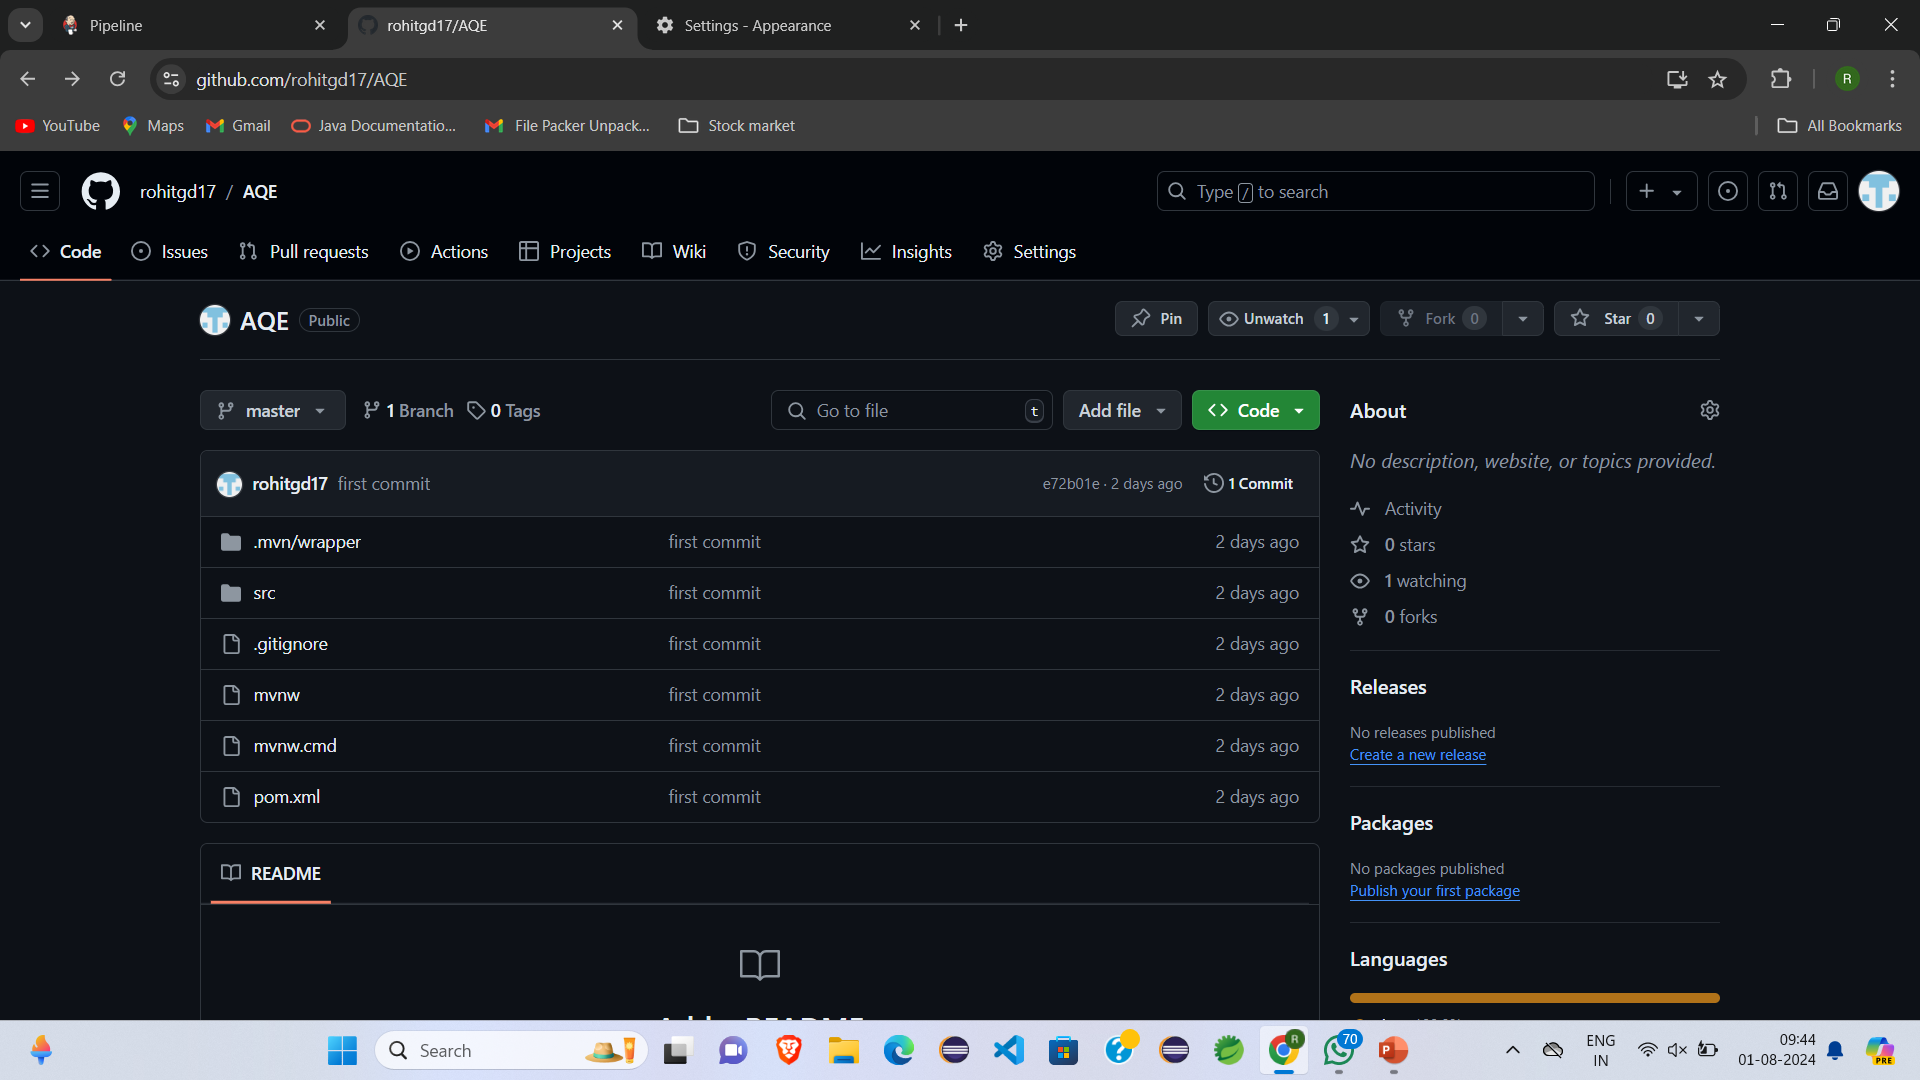 Pipeline
rohitgd17/AQE
Settings - Appearance
github.com/rohitgd17/AQE
R
YouTube
Maps
Gmail
Java Documentatio...
File Packer Unpack...
Stock market
All Bookmarks
rohitgd17 / AQE
Type / to search
Code
Issues
Pull requests
Actions
Projects
Wiki
Security
Insights
Settings
AQE Public
Pin
Unwatch 1
Fork 0
Star 0
master
1 Branch
0 Tags
Go to file t
Add file
Code
About
No description, website, or topics provided.
rohitgd17 first commit e72b01e · 2 days ago 1 Commit
.mvn/wrapper first commit 2 days ago
src first commit 2 days ago
.gitignore first commit 2 days ago
mvnw first commit 2 days ago
mvnw.cmd first commit 2 days ago
pom.xml first commit 2 days ago
Activity
0 stars
1 watching
0 forks
Releases
No releases published
Create a new release
Packages
No packages published
Publish your first package
Languages
README
Search
R
70
P
ENG
IN
09:44
01-08-2024
PRE